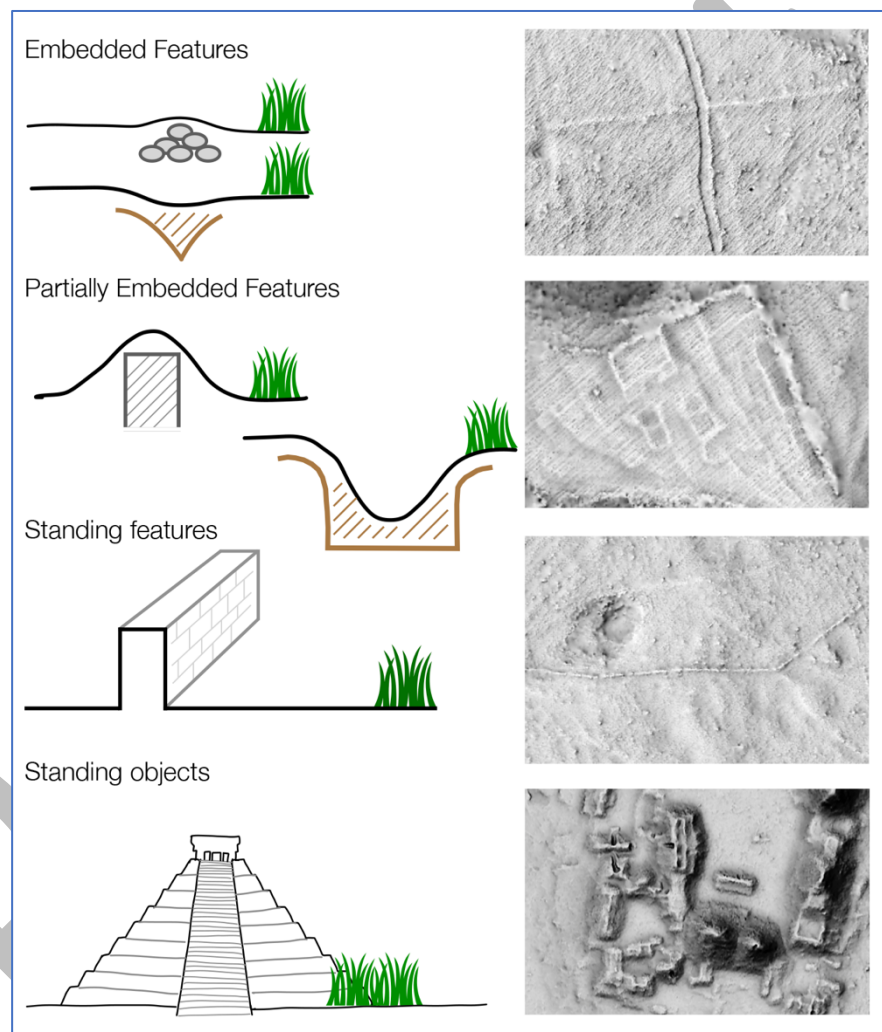 Embedded Features
Partially Embedded Features
Standing features
Standing objects